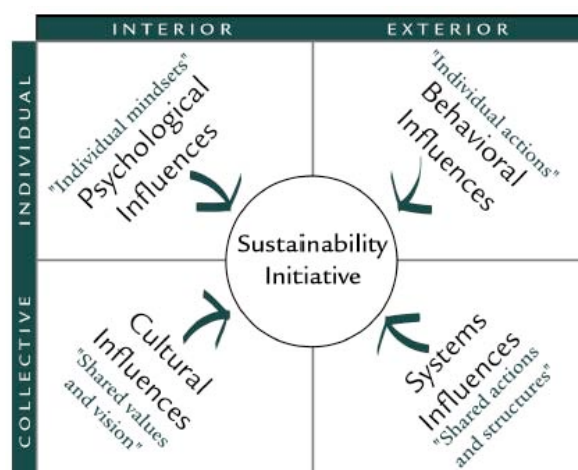 INTERIOR
EXTERIOR
INDIVIDUAL
"Individual mindsets"
Psychological
Influences
"Individual actions"
Behavioral
Influences
Sustainability
Initiative
COLLECTIVE
Cultural
Influences
"Shared values
and vision"
Systems
Influences
"Shared actions
and structures"